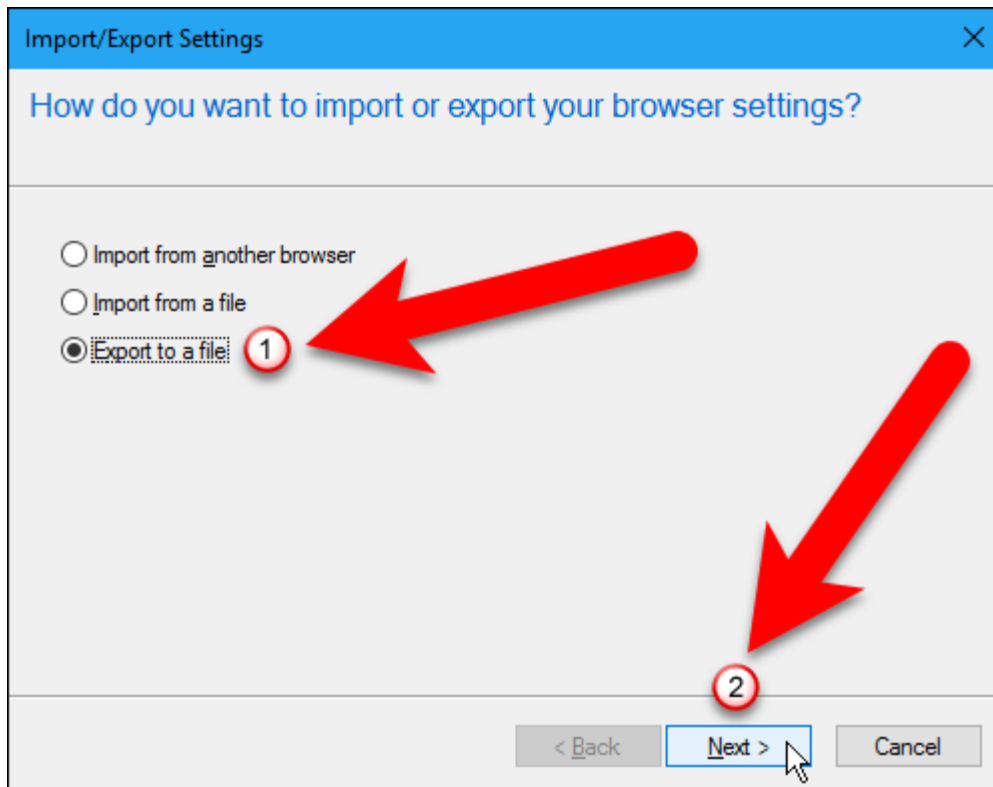 Import/Export Settings
How do you want to import or export your browser settings?
Import from another browser
Import from a file
Export to a file 1
2
< Back Next > Cancel